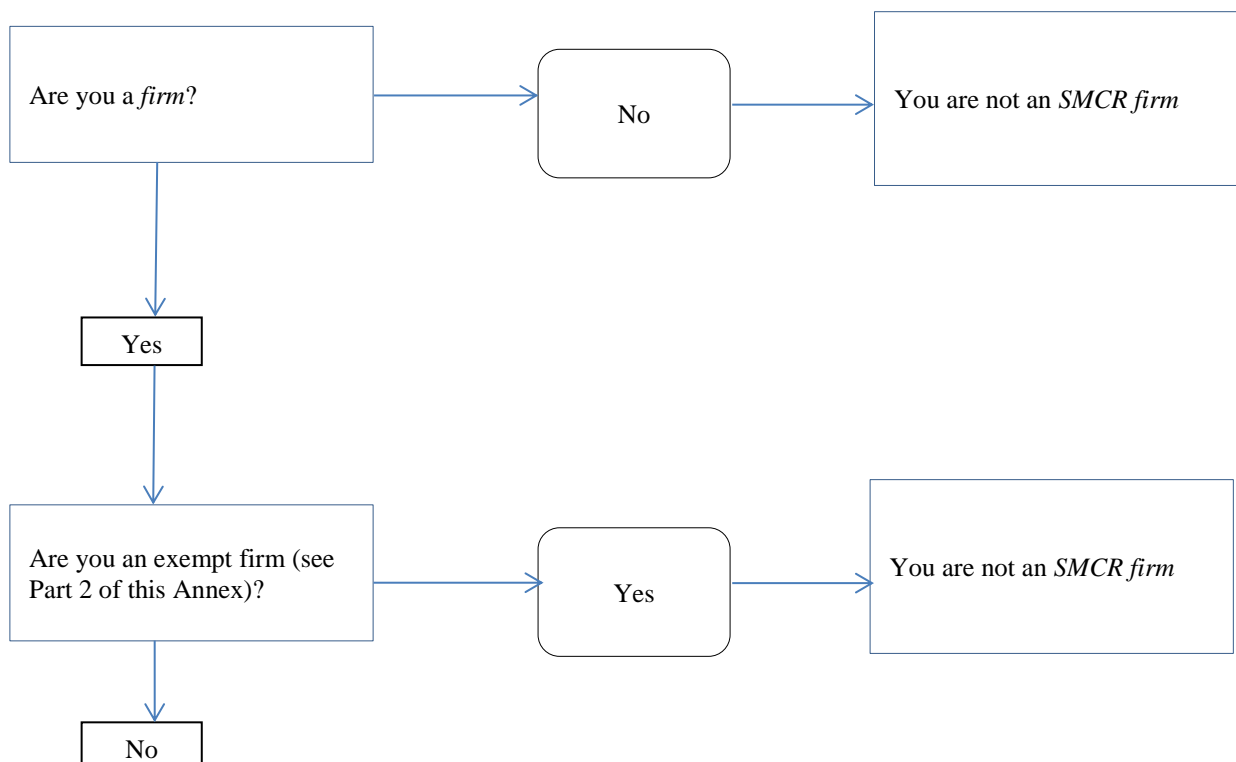 Are you a firm?
No
You are not an SMCR firm
Yes
Are you an exempt firm (see
Part 2 of this Annex)?
Yes
You are not an SMCR firm
No